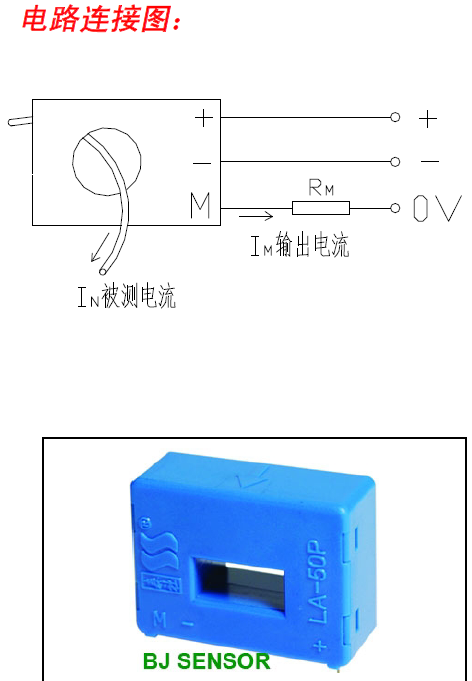 电路连接图:
+ +
— —
M RM 0V
IM输出电流
IN被测电流
LA-50P
M - +
BJ SENSOR